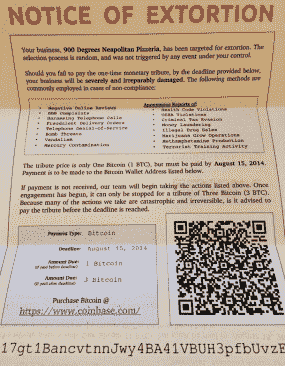 NOTICE OF EXTORTION
Your business, 900 Degrees Neapolitan Pizzeria, has been targeted for extortion. The
selection process is random, and was not triggered by any event under your control.
Should you fail to pay the one-time monetary tribute, by the deadline provided below,
your business will be severely and irreparably damaged. The following methods are
commonly employed in cases of non-compliance:
Negative Online Reviews
BBB Complaints
Harassing Telephone Calls
Fraudulent Delivery Orders
Telephone Denial-of-Service
Bomb Threats
Vandalism
Mercury Contamination
Anonymous Reports of:
Health Code Violations
OSHA Violations
Criminal Tax Evasion
Money Laundering
Illegal Drug Sales
Marijuana Grow Operations
Methamphetamine Production
Terrorist Training Activity
The tribute price is only One Bitcoin (1 BTC), but must be paid by August 15, 2014.
Payment is to be made to the Bitcoin Wallet Address listed below.
If payment is not received, our team will begin taking the actions listed above. Once
engagement has begun, it can only be stopped for a tribute of Three Bitcoin (3 BTC).
Because many of the actions we take are catastrophic and irreversible, it is advised to
pay the tribute before the deadline is reached.
Payment Type: Bitcoin
Deadline: August 15, 2014
Amount Due: 1 Bitcoin
(If paid before deadline)
Amount Due: 3 Bitcoin
(If paid after deadline)
Purchase Bitcoin @
https://www.coinbase.com/
17gt1BancvtnnJwy4BA41VBUH3pfbUvzE